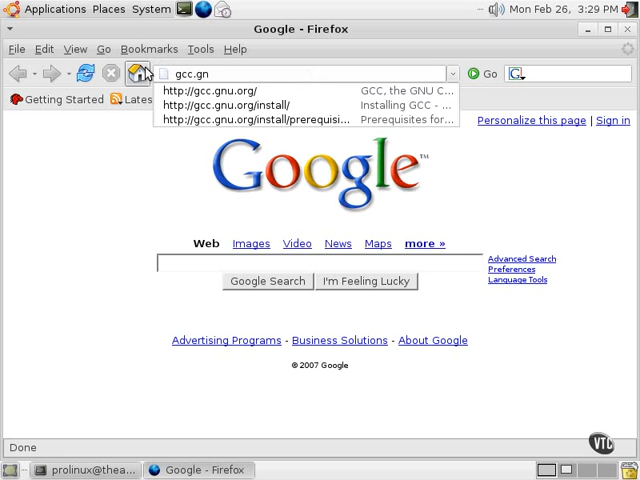 Applications Places System Mon Feb 26, 3:29 PM
Google - Firefox
File Edit View Go Bookmarks Tools Help
gcc.gn Go G
Getting Started Lates
http://gcc.gnu.org/ GCC, the GNU C...
http://gcc.gnu.org/install/ Installing GCC - ...
http://gcc.gnu.org/install/prerequisi... Prerequisites for...
Personalize this page | Sign in
Google™
Web Images Video News Maps more »
Advanced Search
Preferences
Language Tools
Google Search I'm Feeling Lucky
Advertising Programs - Business Solutions - About Google
© 2007 Google
Done
VTC
prolinux@thea... Google - Firefox